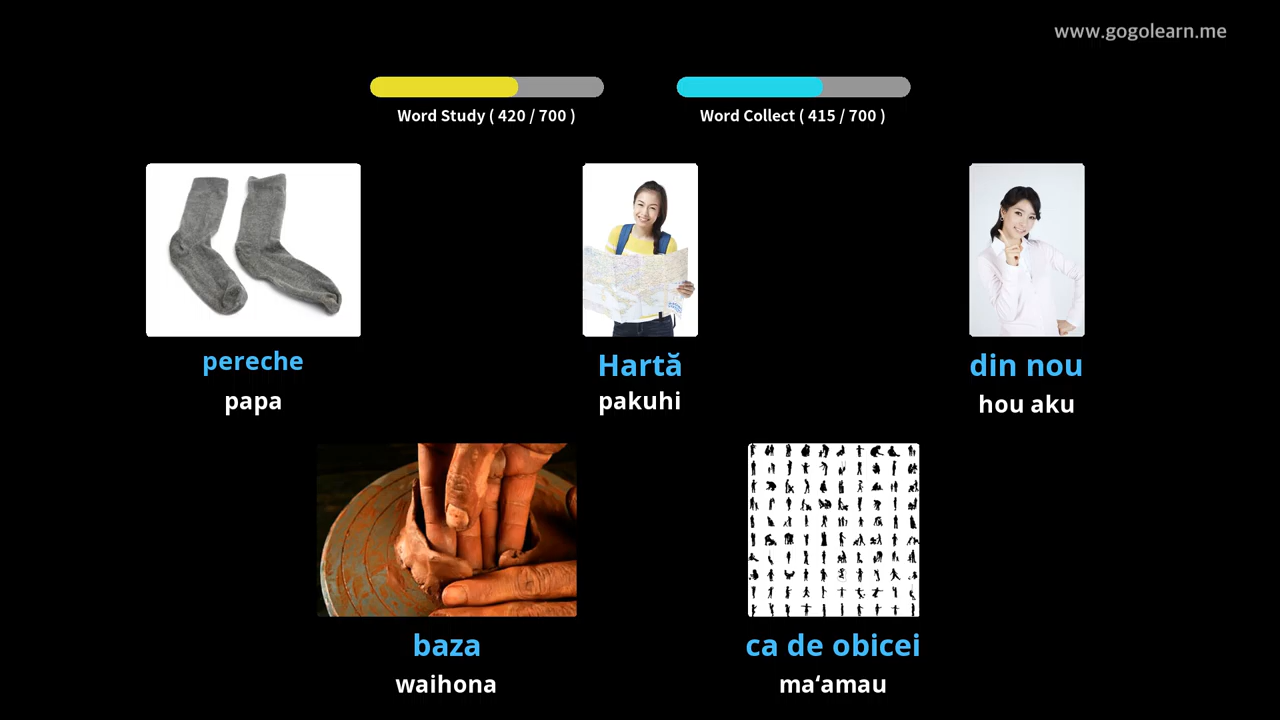 www.gogolearn.me
Word Study ( 420 / 700 )
Word Collect ( 415 / 700 )
pereche
papa
Hartă
pakuhi
din nou
hou aku
baza
waihona
ca de obicei
maʻamau